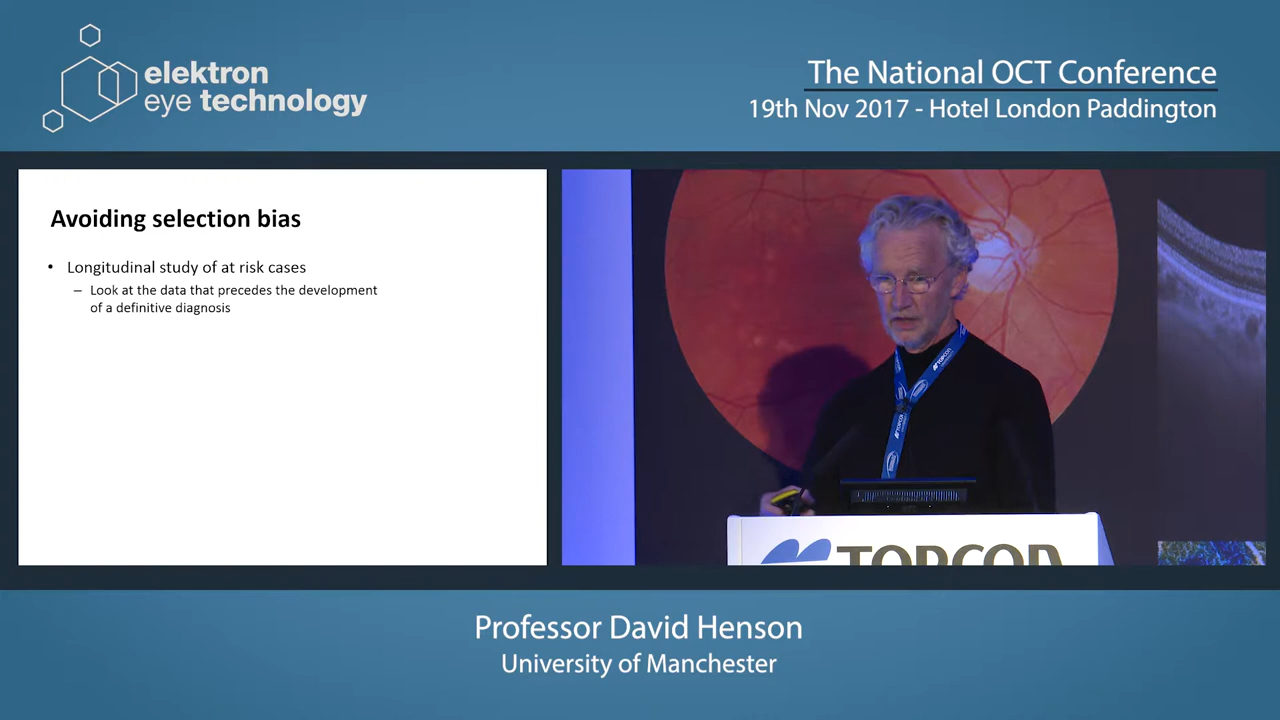 elektron
eye technology
The National OCT Conference
19th Nov 2017 - Hotel London Paddington
Avoiding selection bias
• Longitudinal study of at risk cases
– Look at the data that precedes the development
of a definitive diagnosis
TOPCON
TOPCON
TOPCON
Professor David Henson
University of Manchester